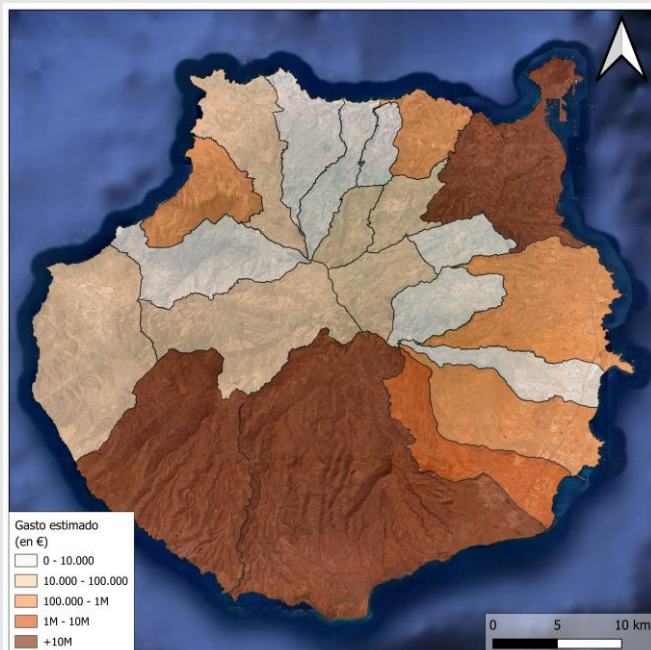 Gasto estimado
(en €)
0 - 10.000
10.000 - 100.000
100.000 - 1M
1M - 10M
+10M
0 5 10 km